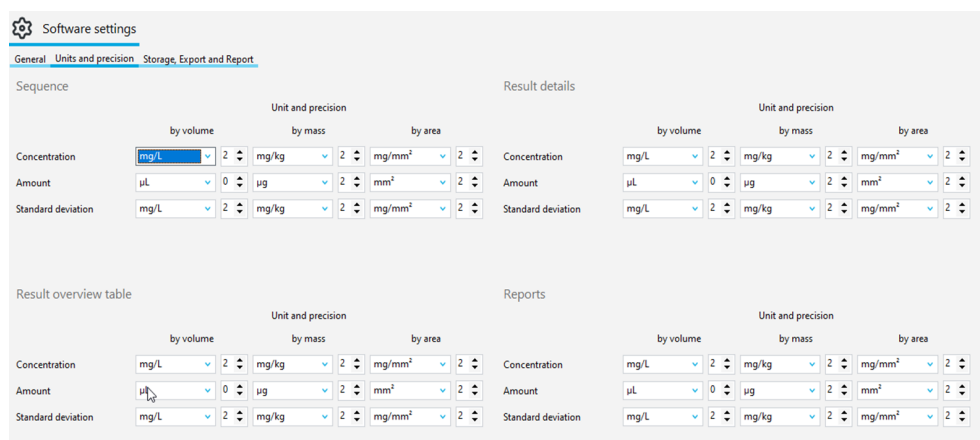 Software settings
General Units and precision Storage, Export and Report
Sequence
Unit and precision
by volume by mass by area
Concentration mg/L 2 mg/kg 2 mg/mm² 2
Amount µL 0 µg 2 mm² 2
Standard deviation mg/L 2 mg/kg 2 mg/mm² 2
Result details
Unit and precision
by volume by mass by area
Concentration mg/L 2 mg/kg 2 mg/mm² 2
Amount µL 0 µg 2 mm² 2
Standard deviation mg/L 2 mg/kg 2 mg/mm² 2
Result overview table
Unit and precision
by volume by mass by area
Concentration mg/L 2 mg/kg 2 mg/mm² 2
Amount µL 0 µg 2 mm² 2
Standard deviation mg/L 2 mg/kg 2 mg/mm² 2
Reports
Unit and precision
by volume by mass by area
Concentration mg/L 2 mg/kg 2 mg/mm² 2
Amount µL 0 µg 2 mm² 2
Standard deviation mg/L 2 mg/kg 2 mg/mm² 2